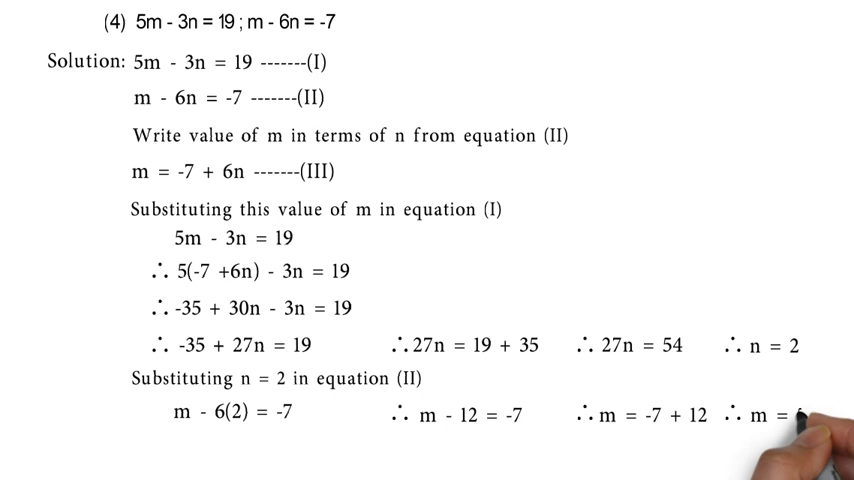 (4) 5m - 3n = 19 ; m - 6n = -7
Solution: 5m - 3n = 19 -------(I)
m - 6n = -7 -------(II)
Write value of m in terms of n from equation (II)
m = -7 + 6n -------(III)
Substituting this value of m in equation (I)
5m - 3n = 19
∴ 5(-7 +6n) - 3n = 19
∴ -35 + 30n - 3n = 19
∴ -35 + 27n = 19 ∴ 27n = 19 + 35 ∴ 27n = 54 ∴ n = 2
Substituting n = 2 in equation (II)
m - 6(2) = -7 ∴ m - 12 = -7 ∴ m = -7 + 12 ∴ m =